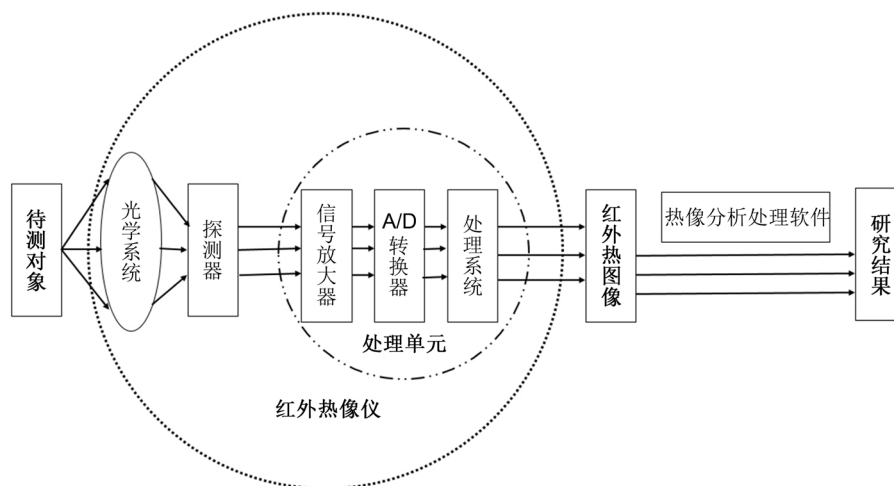 待测对象
光学系统
探测器
信号放大器
A/D
转换器
处理系统
处理单元
红外热像仪
红外热图像
热像分析处理软件
研究结果